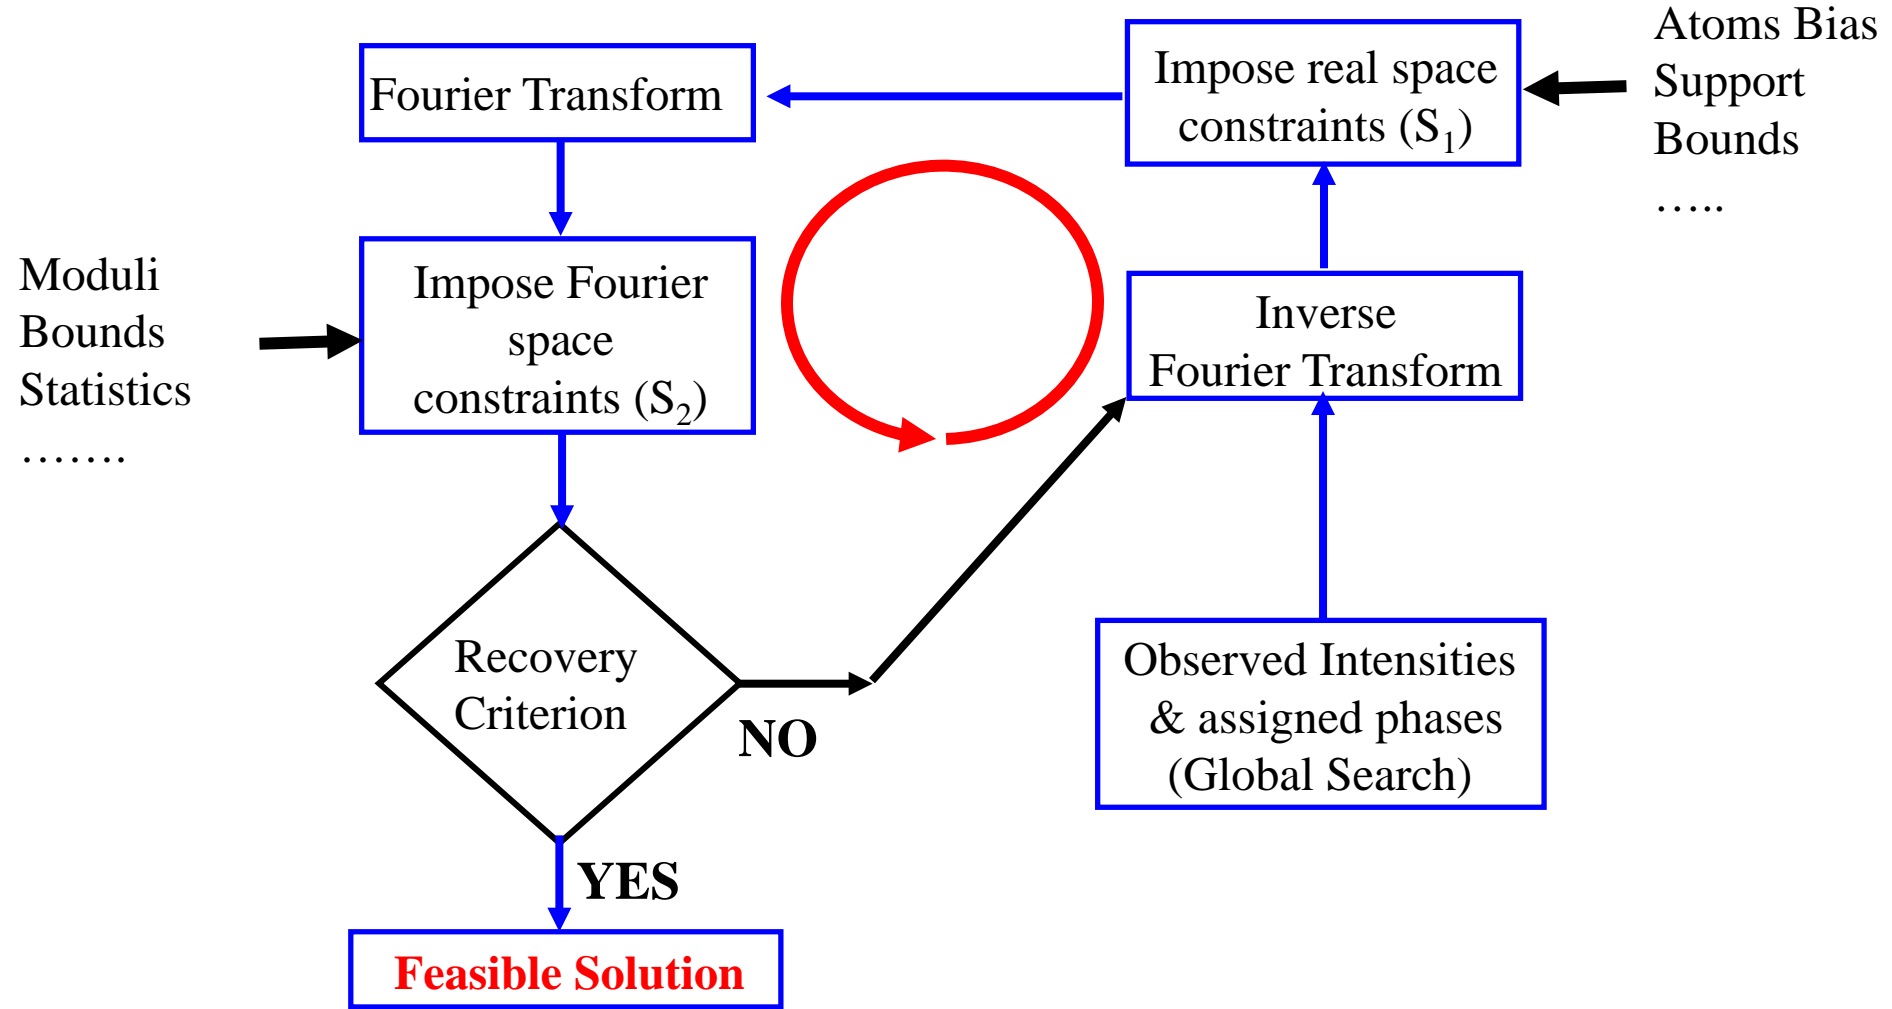 Fourier Transform
Impose real space
constraints (S₁)
Atoms Bias
Support
Bounds
…..
Moduli
Bounds
Statistics
…….
Impose Fourier
space
constraints (S₂)
Inverse
Fourier Transform
Recovery
Criterion
NO
Observed Intensities
& assigned phases
(Global Search)
YES
Feasible Solution